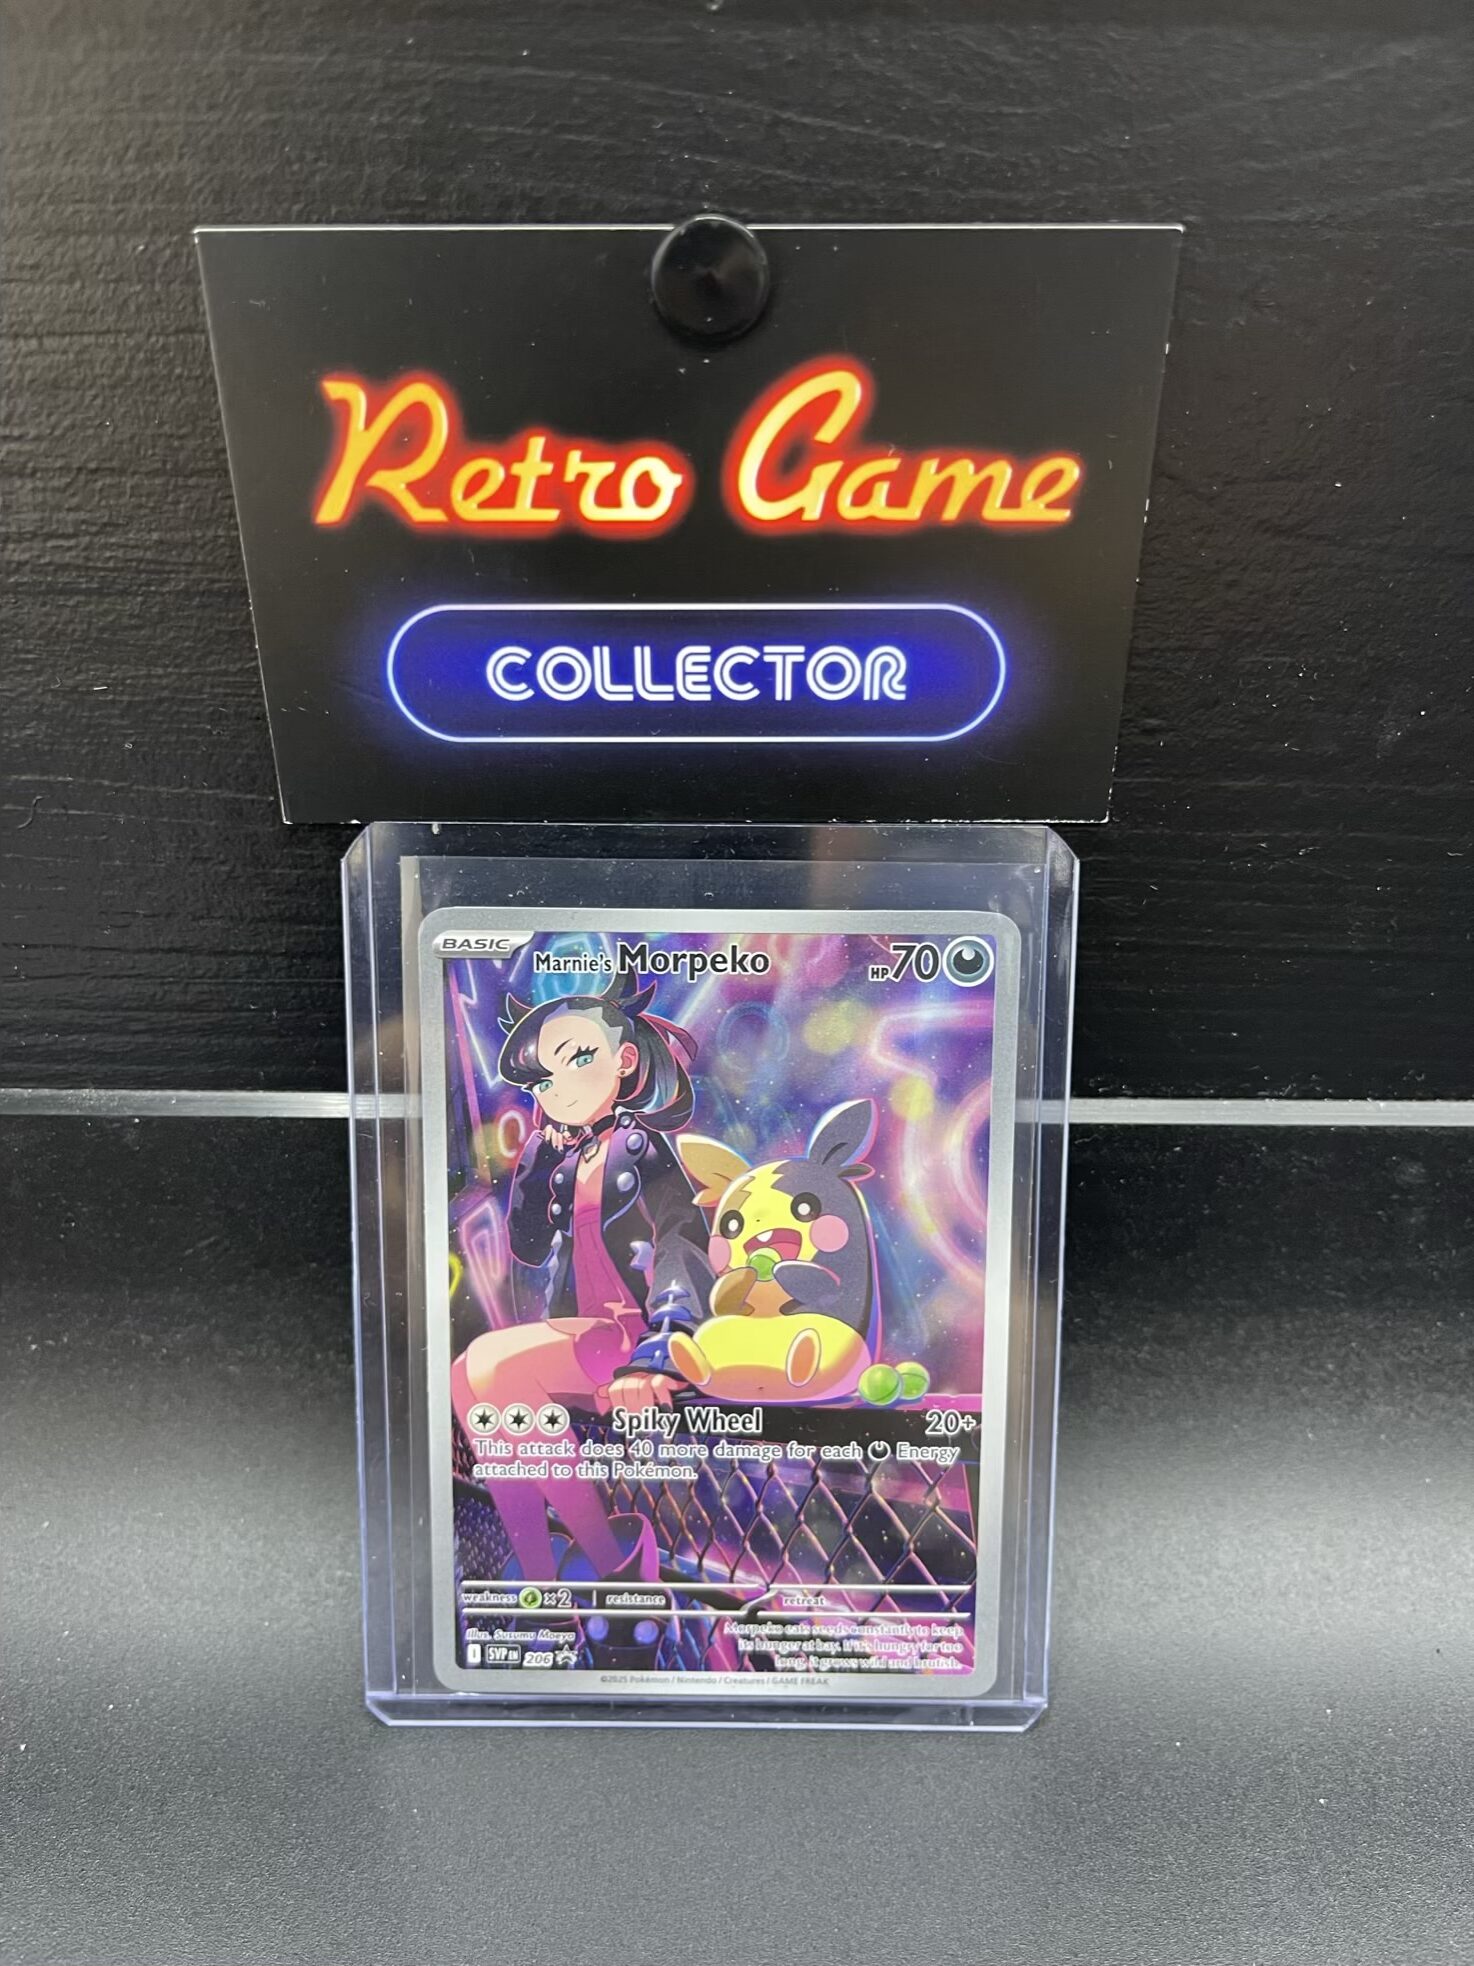 Retro Game
COLLECTOR
BASIC Marnie's Morpeko HP 70
Spiky Wheel 20+
This attack does 40 more damage for each Energy
attached to this Pokémon.
weakness ×2 resistance retreat
Illus. Susumu Maeya
Morpeko eats seeds constantly to keep
its hunger at bay. If it's hungry for too
long, it grows wild and brutish.
I SVP EN 206
©2025 Pokémon / Nintendo / Creatures / GAME FREAK